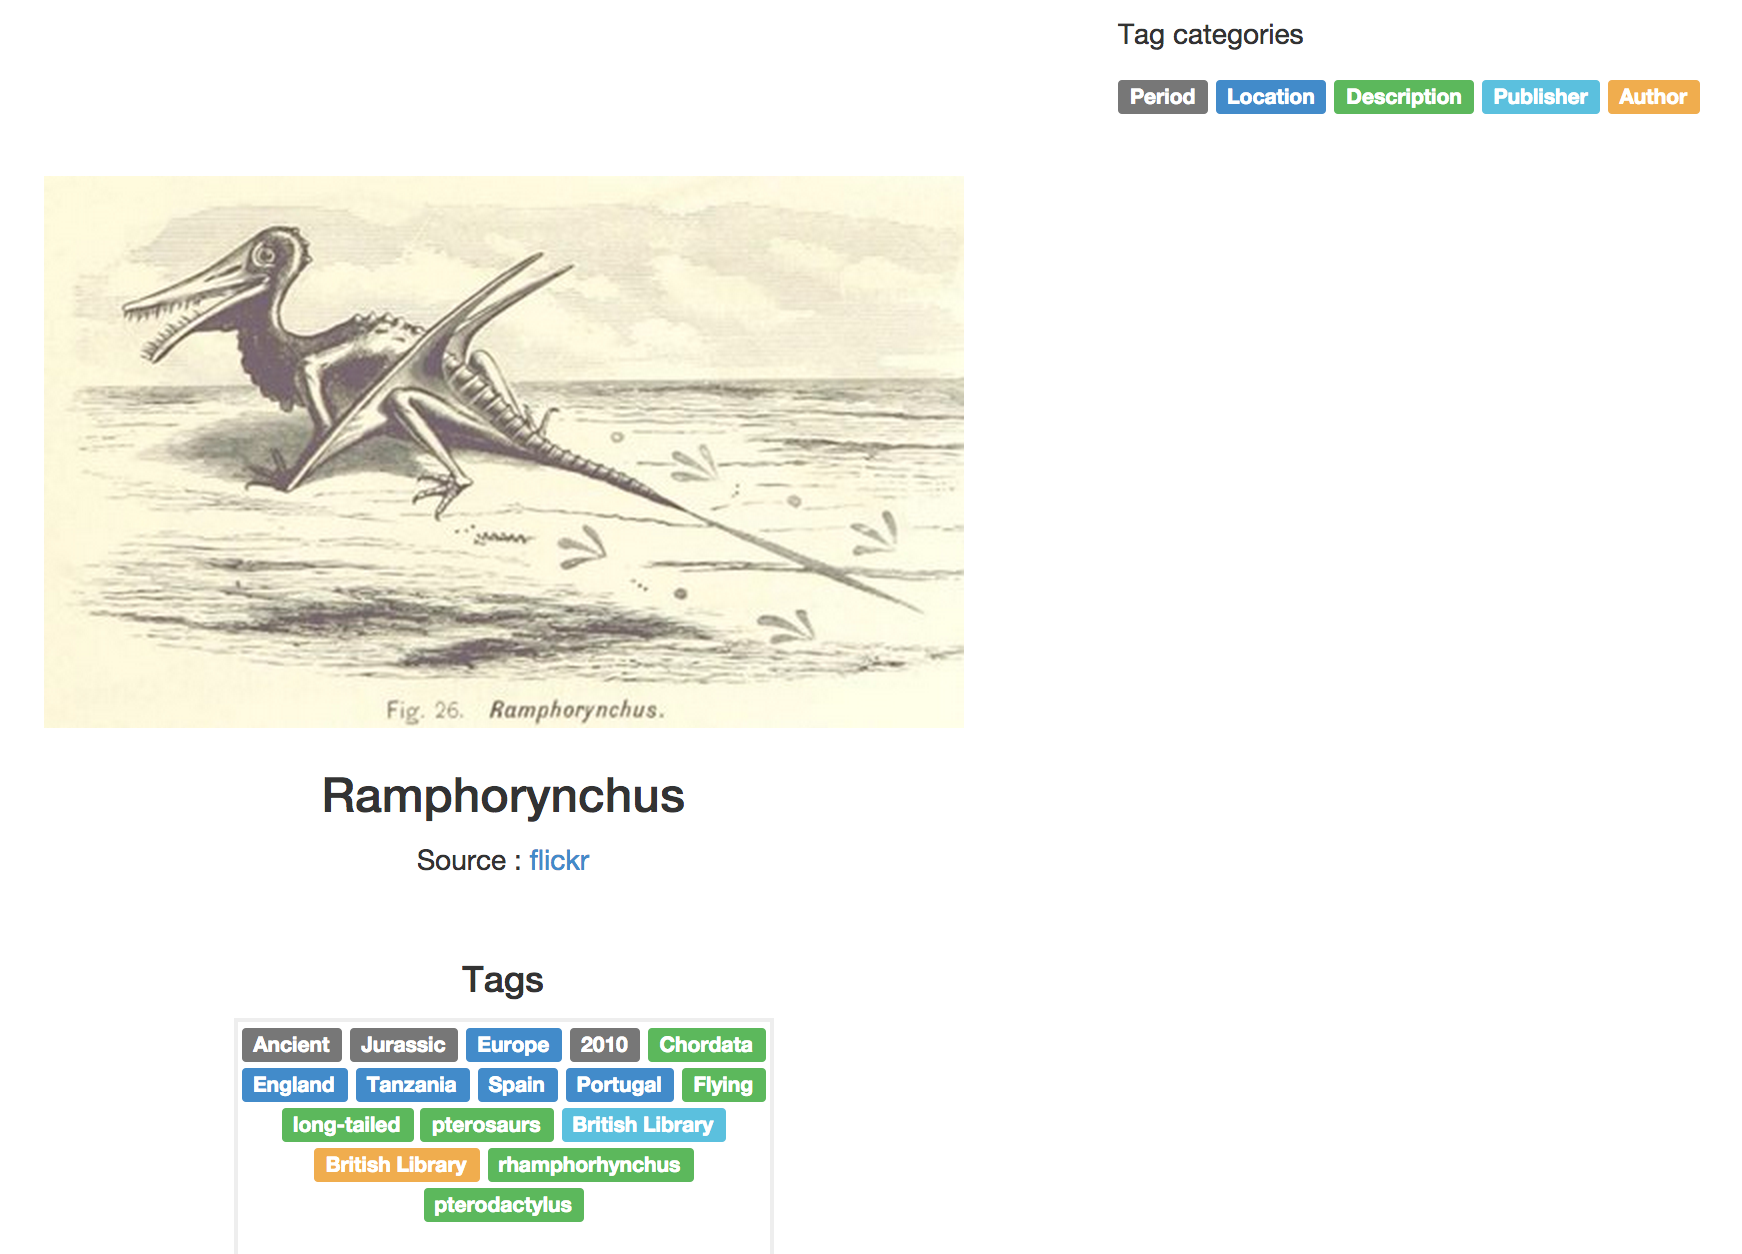 Tag categories
Period Location Description Publisher Author
Fig. 26. Ramphorynchus.
Ramphorynchus
Source : flickr
Tags
Ancient Jurassic Europe 2010 Chordata
England Tanzania Spain Portugal Flying
long-tailed pterosaurs British Library
British Library rhamphorhynchus
pterodactylus